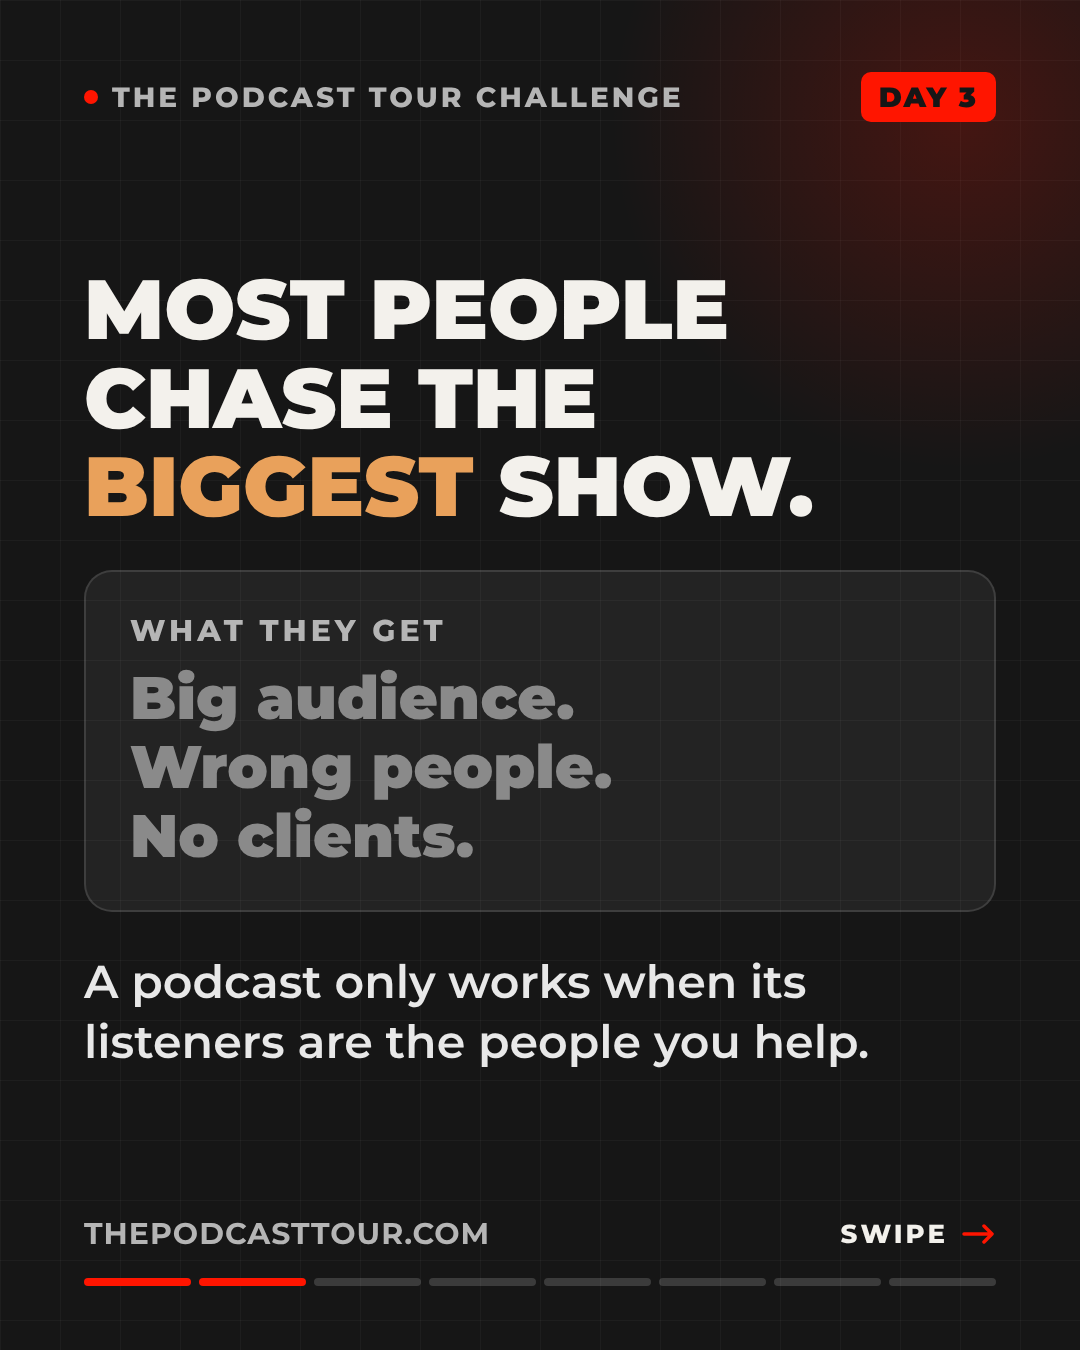 THE PODCAST TOUR CHALLENGE
DAY 3
MOST PEOPLE
CHASE THE
BIGGEST SHOW.
WHAT THEY GET
Big audience.
Wrong people.
No clients.
A podcast only works when its
listeners are the people you help.
THEPODCASTTOUR.COM
SWIPE →